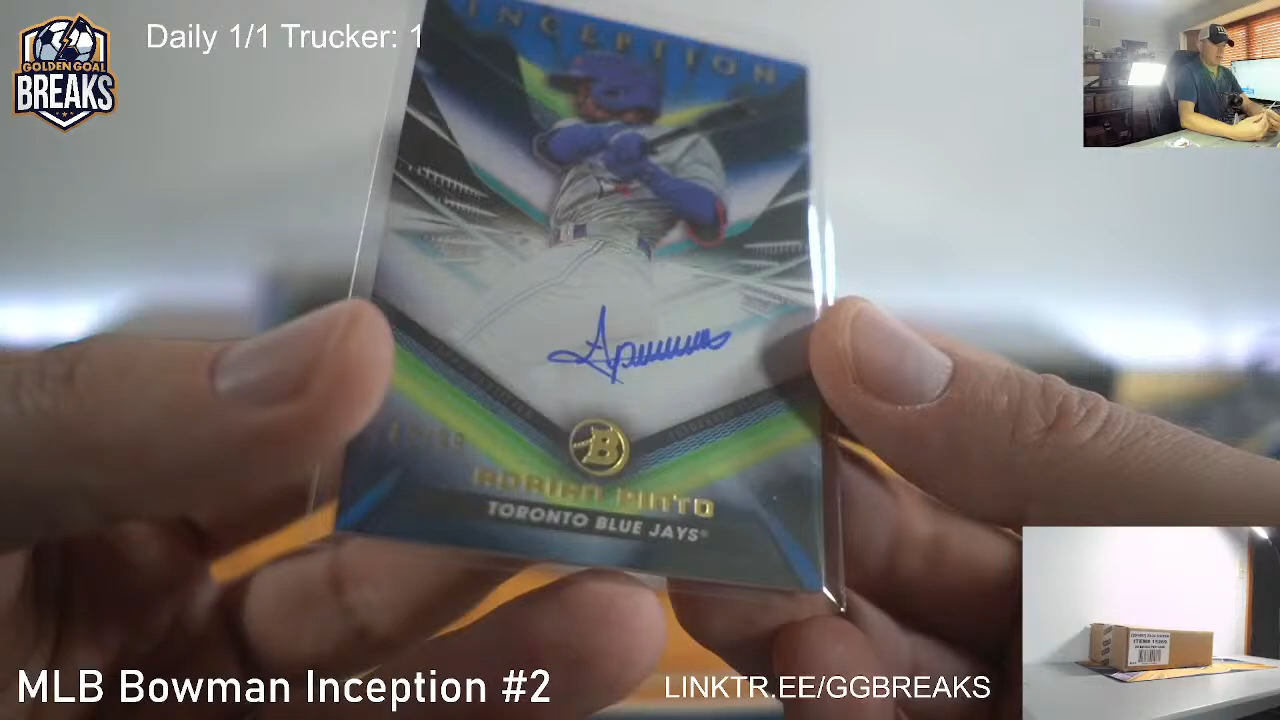 GOLDEN GOAL
BREAKS
Daily 1/1 Trucker: 1
INCEPTION
B
ADRIAN PINTO
TORONTO BLUE JAYS®
MLB Bowman Inception #2
LINKTR.EE/GGBREAKS